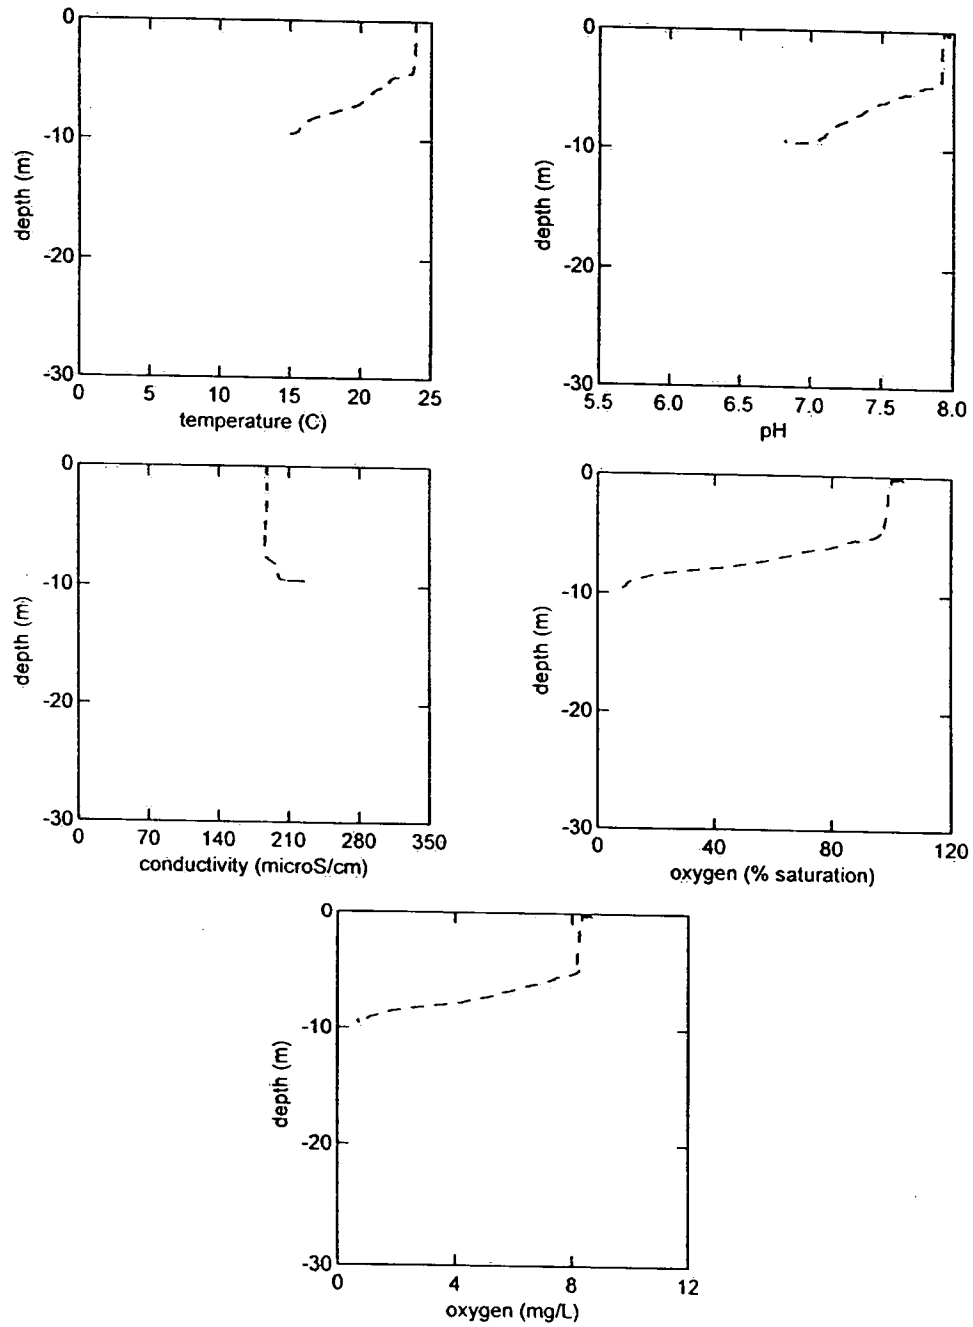 0
-10
-20
-30
depth (m)
0 5 10 15 20 25
temperature (C)
0
-10
-20
-30
depth (m)
5.5 6.0 6.5 7.0 7.5 8.0
pH
0
-10
-20
-30
depth (m)
0 70 140 210 280 350
conductivity (microS/cm)
0
-10
-20
-30
depth (m)
0 40 80 120
oxygen (% saturation)
0
-10
-20
-30
depth (m)
0 4 8 12
oxygen (mg/L)